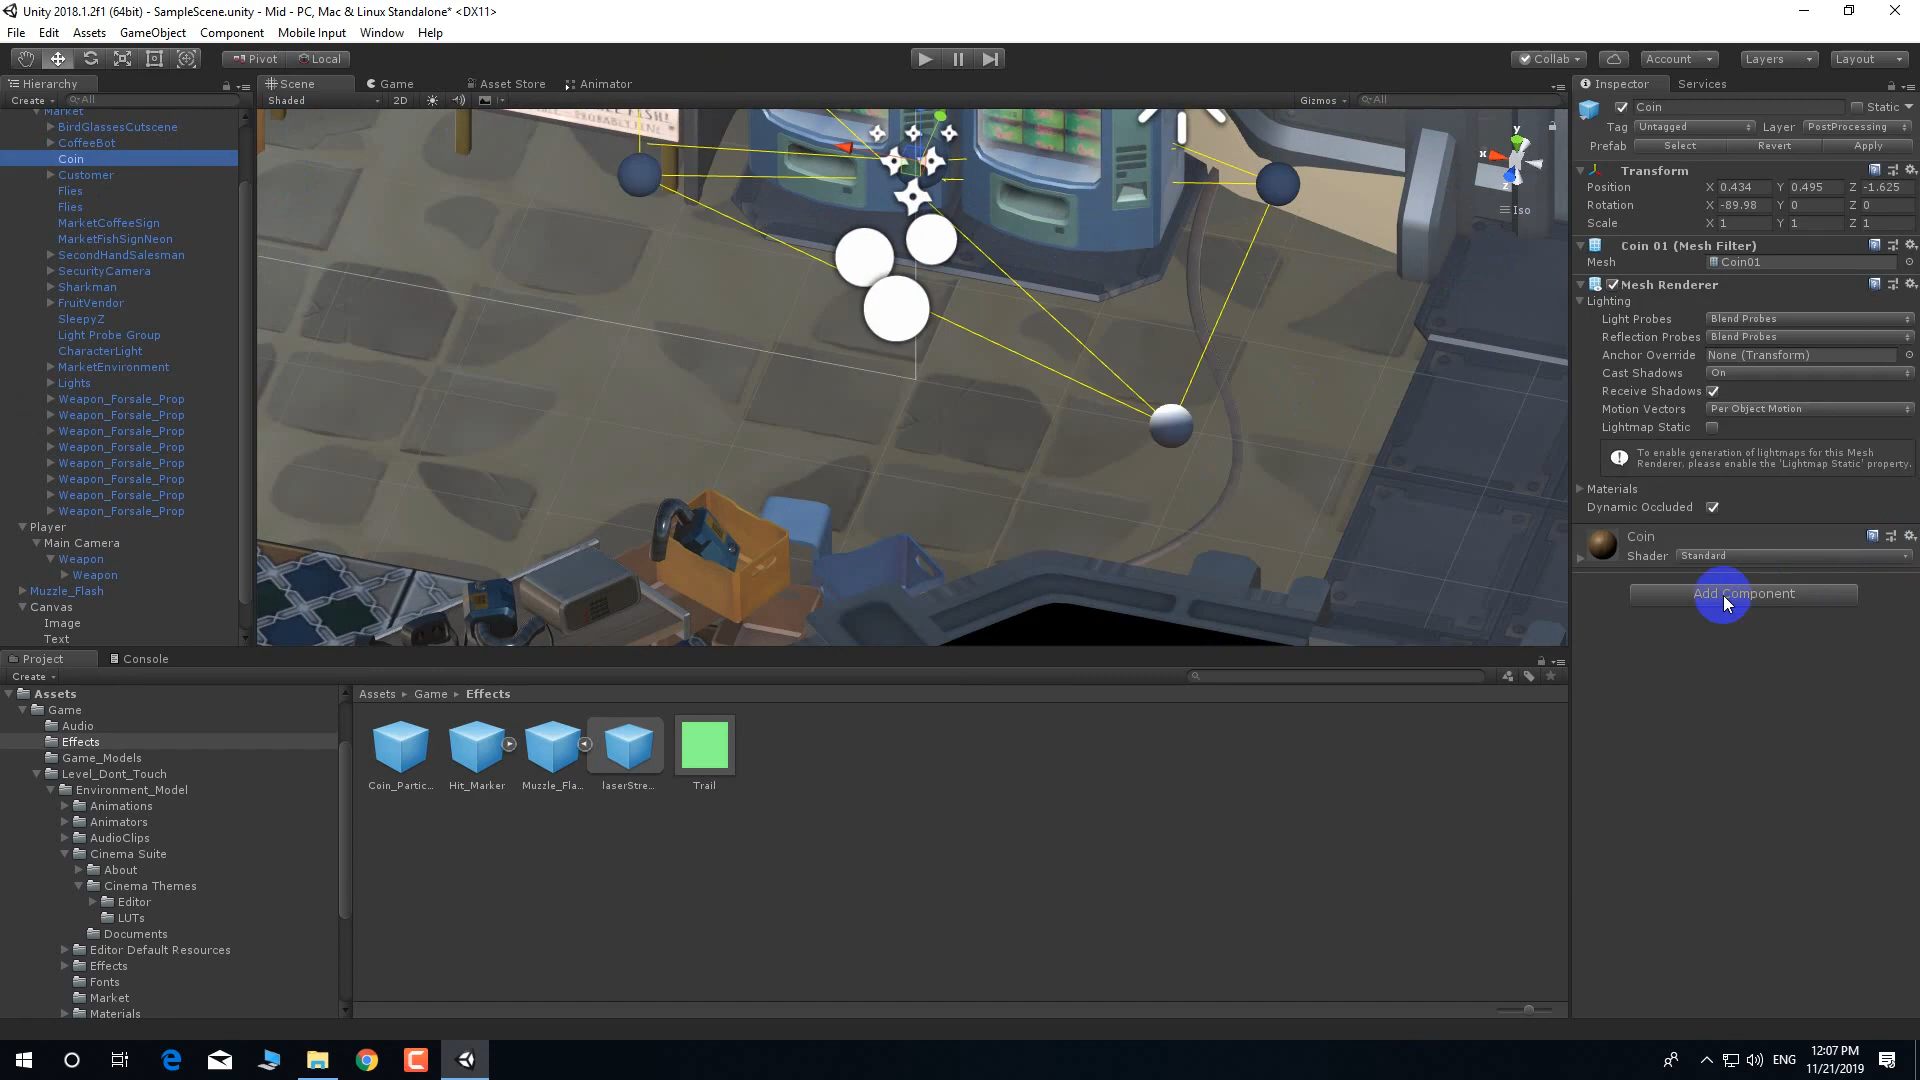 Unity 2018.1.2f1 (64bit) - SampleScene.unity - Mid - PC, Mac & Linux Standalone* <DX11>
File Edit Assets GameObject Component Mobile Input Window Help
Pivot Local
Collab Account Layers Layout
Hierarchy
Create All
Market
BirdGlassesCutscene
CoffeeBot
Coin
Customer
Flies
Flies
MarketCoffeeSign
MarketFishSignNeon
SecondHandSalesman
SecurityCamera
Sharkman
FruitVendor
SleepyZ
Light Probe Group
CharacterLight
MarketEnvironment
Lights
Weapon_Forsale_Prop
Weapon_Forsale_Prop
Weapon_Forsale_Prop
Weapon_Forsale_Prop
Weapon_Forsale_Prop
Weapon_Forsale_Prop
Weapon_Forsale_Prop
Weapon_Forsale_Prop
Player
Main Camera
Weapon
Weapon
Muzzle_Flash
Canvas
Image
Text
Scene Game Asset Store Animator
Shaded 2D Gizmos All
y
x
z
Iso
Inspector Services
Coin Static
Tag Untagged Layer PostProcessing
Prefab Select Revert Apply
Transform
Position X 0.434 Y 0.495 Z -1.625
Rotation X -89.98 Y 0 Z 0
Scale X 1 Y 1 Z 1
Coin 01 (Mesh Filter)
Mesh Coin01
Mesh Renderer
Lighting
Light Probes Blend Probes
Reflection Probes Blend Probes
Anchor Override None (Transform)
Cast Shadows On
Receive Shadows
Motion Vectors Per Object Motion
Lightmap Static
To enable generation of lightmaps for this Mesh
Renderer, please enable the 'Lightmap Static' property.
Materials
Dynamic Occluded
Coin
Shader Standard
Add Component
Project Console
Create
Assets
Game
Audio
Effects
Game_Models
Level_Dont_Touch
Environment_Model
Animations
Animators
AudioClips
Cinema Suite
About
Cinema Themes
Editor
LUTs
Documents
Editor Default Resources
Effects
Fonts
Market
Materials
Assets Game Effects
Coin_Partic... Hit_Marker Muzzle_Fla... laserStre... Trail
ENG
12:07 PM
11/21/2019